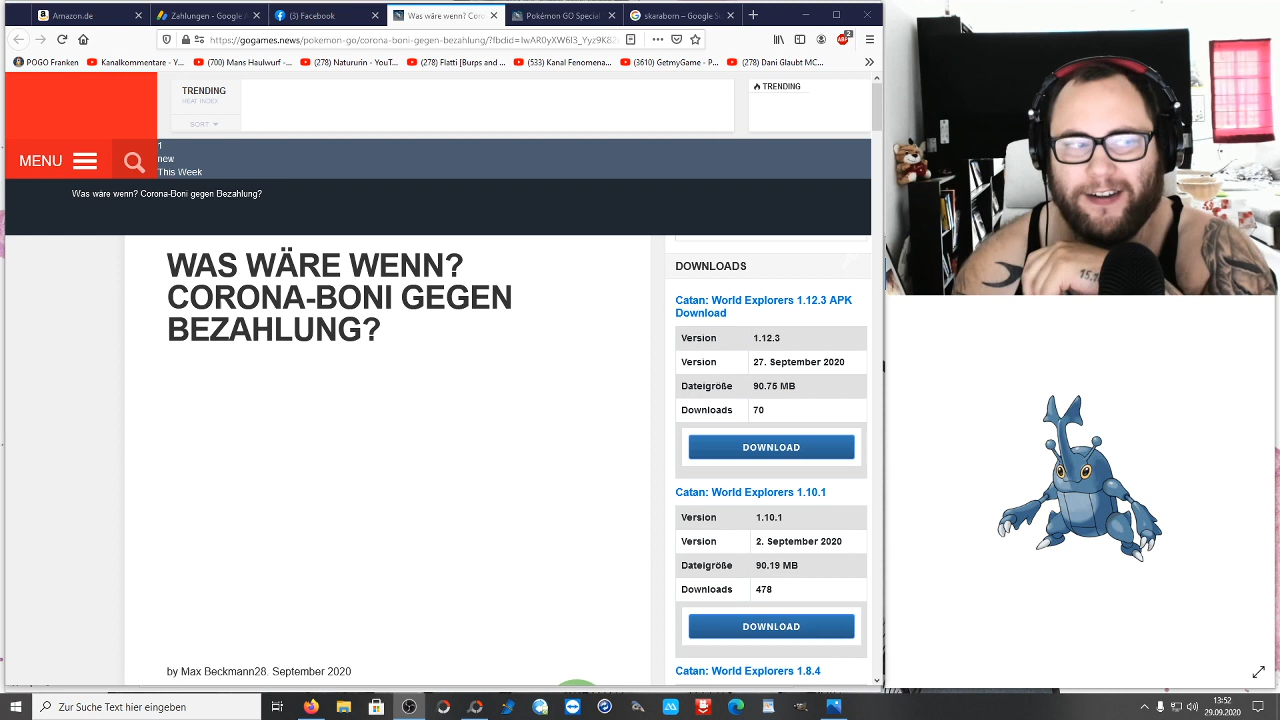 Amazon.de
Zahlungen - Google
(3) Facebook
Was wäre wenn? Coro
Pokémon GO Special
skaraborn – Google Su
https://gogames.news/pokemon-go/corona-boni-gegen-bezahlung/?fbclid=IwAR0vXW6I3_Yyz9K82
POGO Franken
Kanalkommentare - Y...
(700) Mans Haulwurf -...
(278) Natururin - YouT...
(278) Flatti (Burps and ...
(533) Kanal Fenomena...
(3610) GetmyGame - P...
(278) Dani Glaubt MC...
TRENDING
HEAT INDEX
SORT
TRENDING
MENU
1
new
This Week
Was wäre wenn? Corona-Boni gegen Bezahlung?
WAS WÄRE WENN?
CORONA-BONI GEGEN
BEZAHLUNG?
by Max Beckmann28. September 2020
DOWNLOADS
Catan: World Explorers 1.12.3 APK
Download
Version 1.12.3
Version 27. September 2020
Dateigröße 90.75 MB
Downloads 70
DOWNLOAD
Catan: World Explorers 1.10.1
Version 1.10.1
Version 2. September 2020
Dateigröße 90.19 MB
Downloads 478
DOWNLOAD
Catan: World Explorers 1.8.4
Zur Suche Text hier eingeben
13:52
29.09.2020